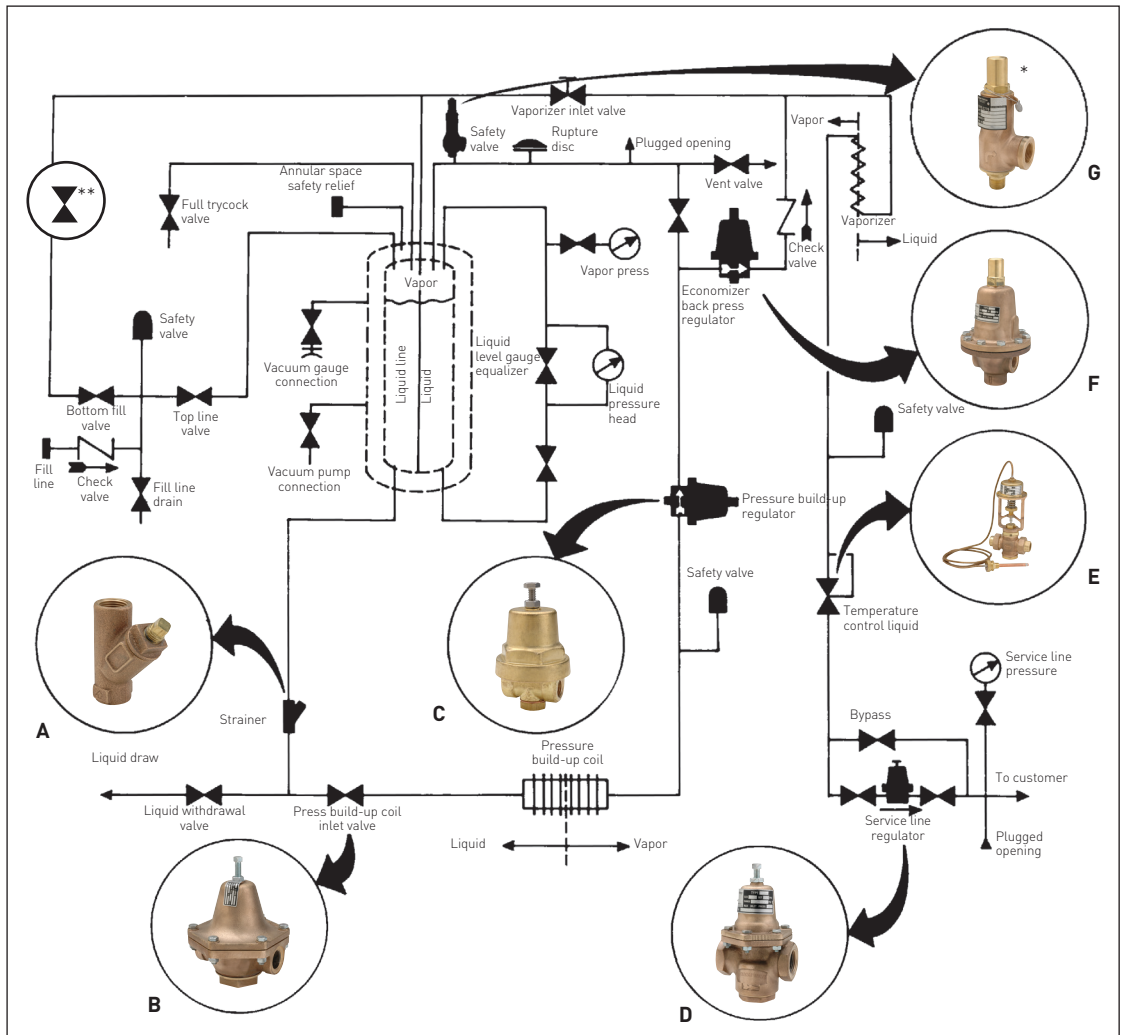 *
G
Vaporizer inlet valve
Safety
valve
Rupture
disc
Plugged opening
Vapor
Vent valve
Annular space
safety relief
**
Full trycock
valve
Vaporizer
Liquid
Check
valve
Vapor press
Vapor
Economizer
back press
regulator
Safety
valve
Liquid
level gauge
equalizer
Vacuum gauge
connection
Liquid line
Liquid
Liquid
pressure
head
F
Safety valve
Bottom fill
valve
Top line
valve
Fill
line
Check
valve
Fill line
drain
Vacuum pump
connection
Pressure build-up
regulator
E
Safety valve
Temperature
control liquid
Service line
pressure
A
Strainer
C
Bypass
Liquid draw
Pressure
build-up coil
To customer
Liquid withdrawal
valve
Press build-up coil
inlet valve
Service line
regulator
Plugged
opening
Liquid
Vapor
B
D